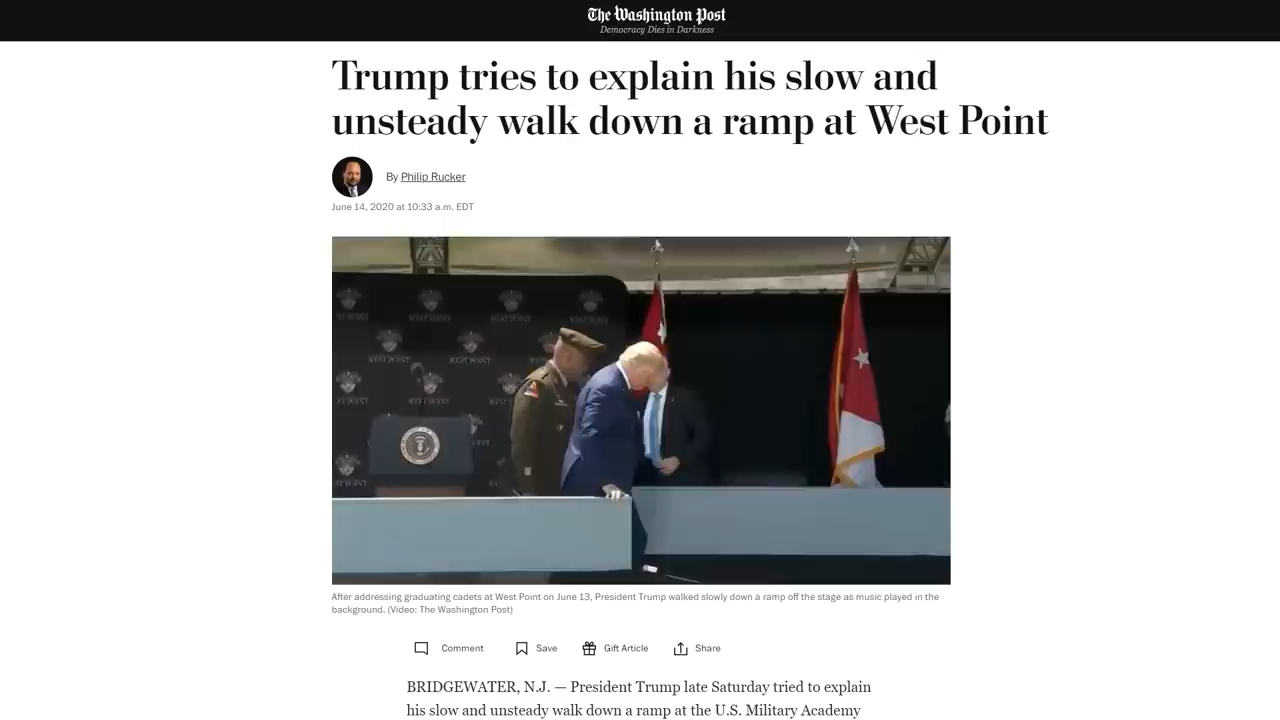 The Washington Post
Democracy Dies in Darkness
Trump tries to explain his slow and
unsteady walk down a ramp at West Point
By Philip Rucker
June 14, 2020 at 10:33 a.m. EDT
WEST POINT
WEST POINT
WEST POINT
WEST POINT
WEST POINT
After addressing graduating cadets at West Point on June 13, President Trump walked slowly down a ramp off the stage as music played in the
background. (Video: The Washington Post)
Comment Save Gift Article Share
BRIDGEWATER, N.J. — President Trump late Saturday tried to explain
his slow and unsteady walk down a ramp at the U.S. Military Academy